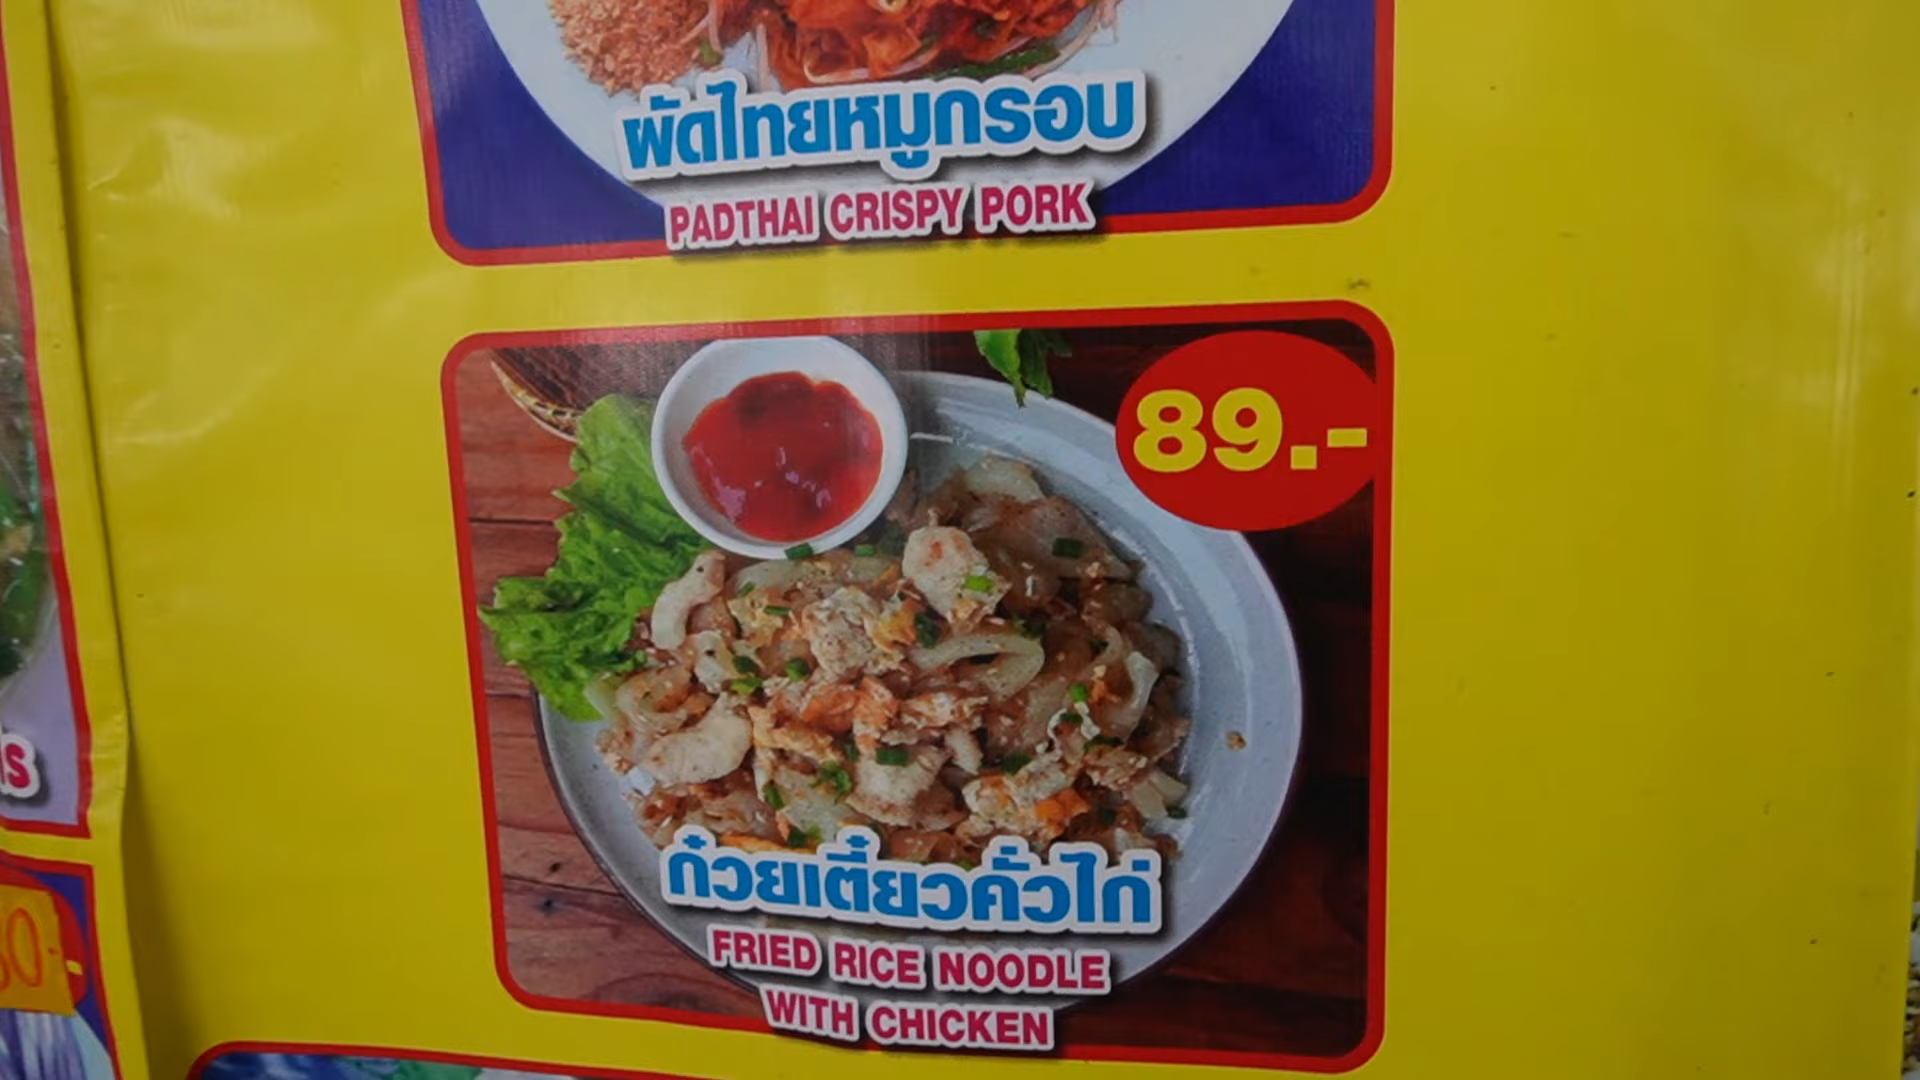 ผัดไทยหมูกรอบ
PADTHAI CRISPY PORK
89.-
ก๋วยเตี๋ยวคั่วไก่
FRIED RICE NOODLE
WITH CHICKEN